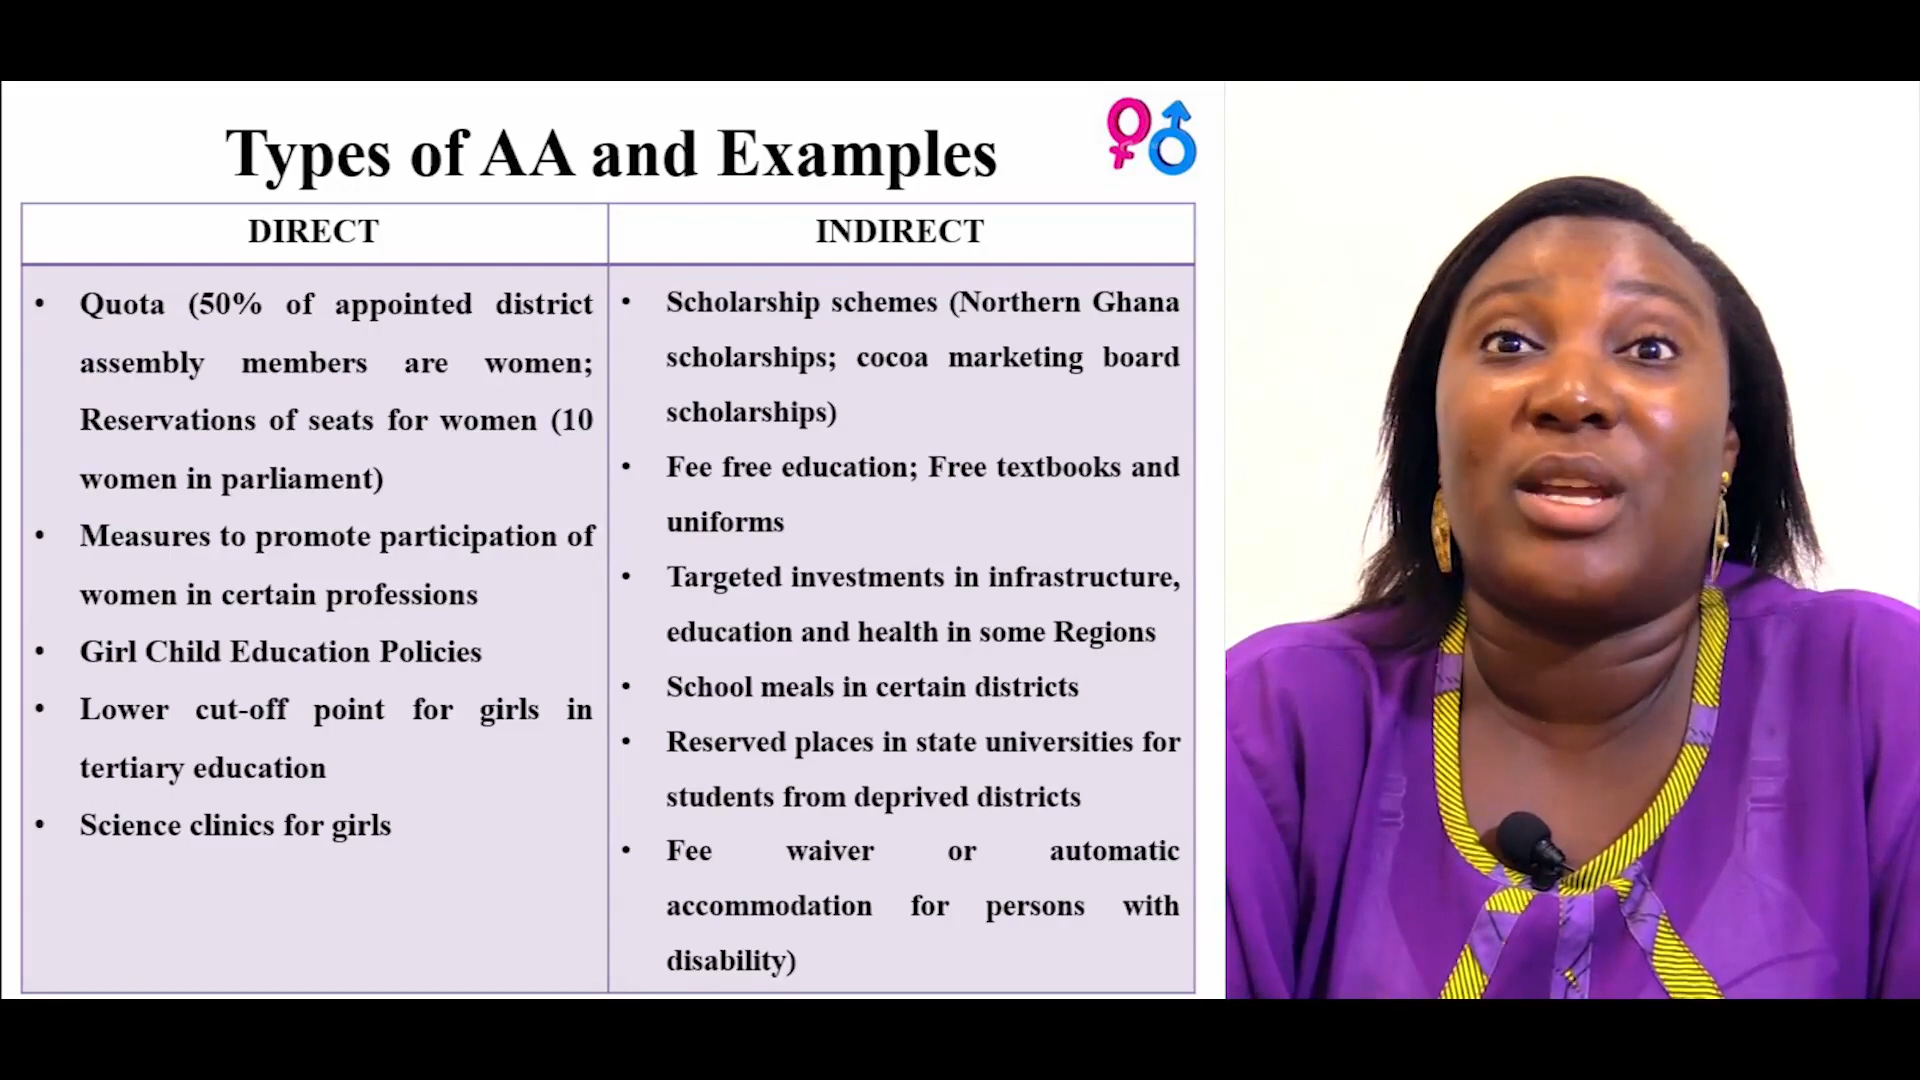 Types of AA and Examples
DIRECT
• Quota (50% of appointed district
assembly members are women;
Reservations of seats for women (10
women in parliament)
• Measures to promote participation of
women in certain professions
• Girl Child Education Policies
• Lower cut-off point for girls in
tertiary education
• Science clinics for girls
INDIRECT
• Scholarship schemes (Northern Ghana
scholarships; cocoa marketing board
scholarships)
• Fee free education; Free textbooks and
uniforms
• Targeted investments in infrastructure,
education and health in some Regions
• School meals in certain districts
• Reserved places in state universities for
students from deprived districts
• Fee waiver or automatic
accommodation for persons with
disability)